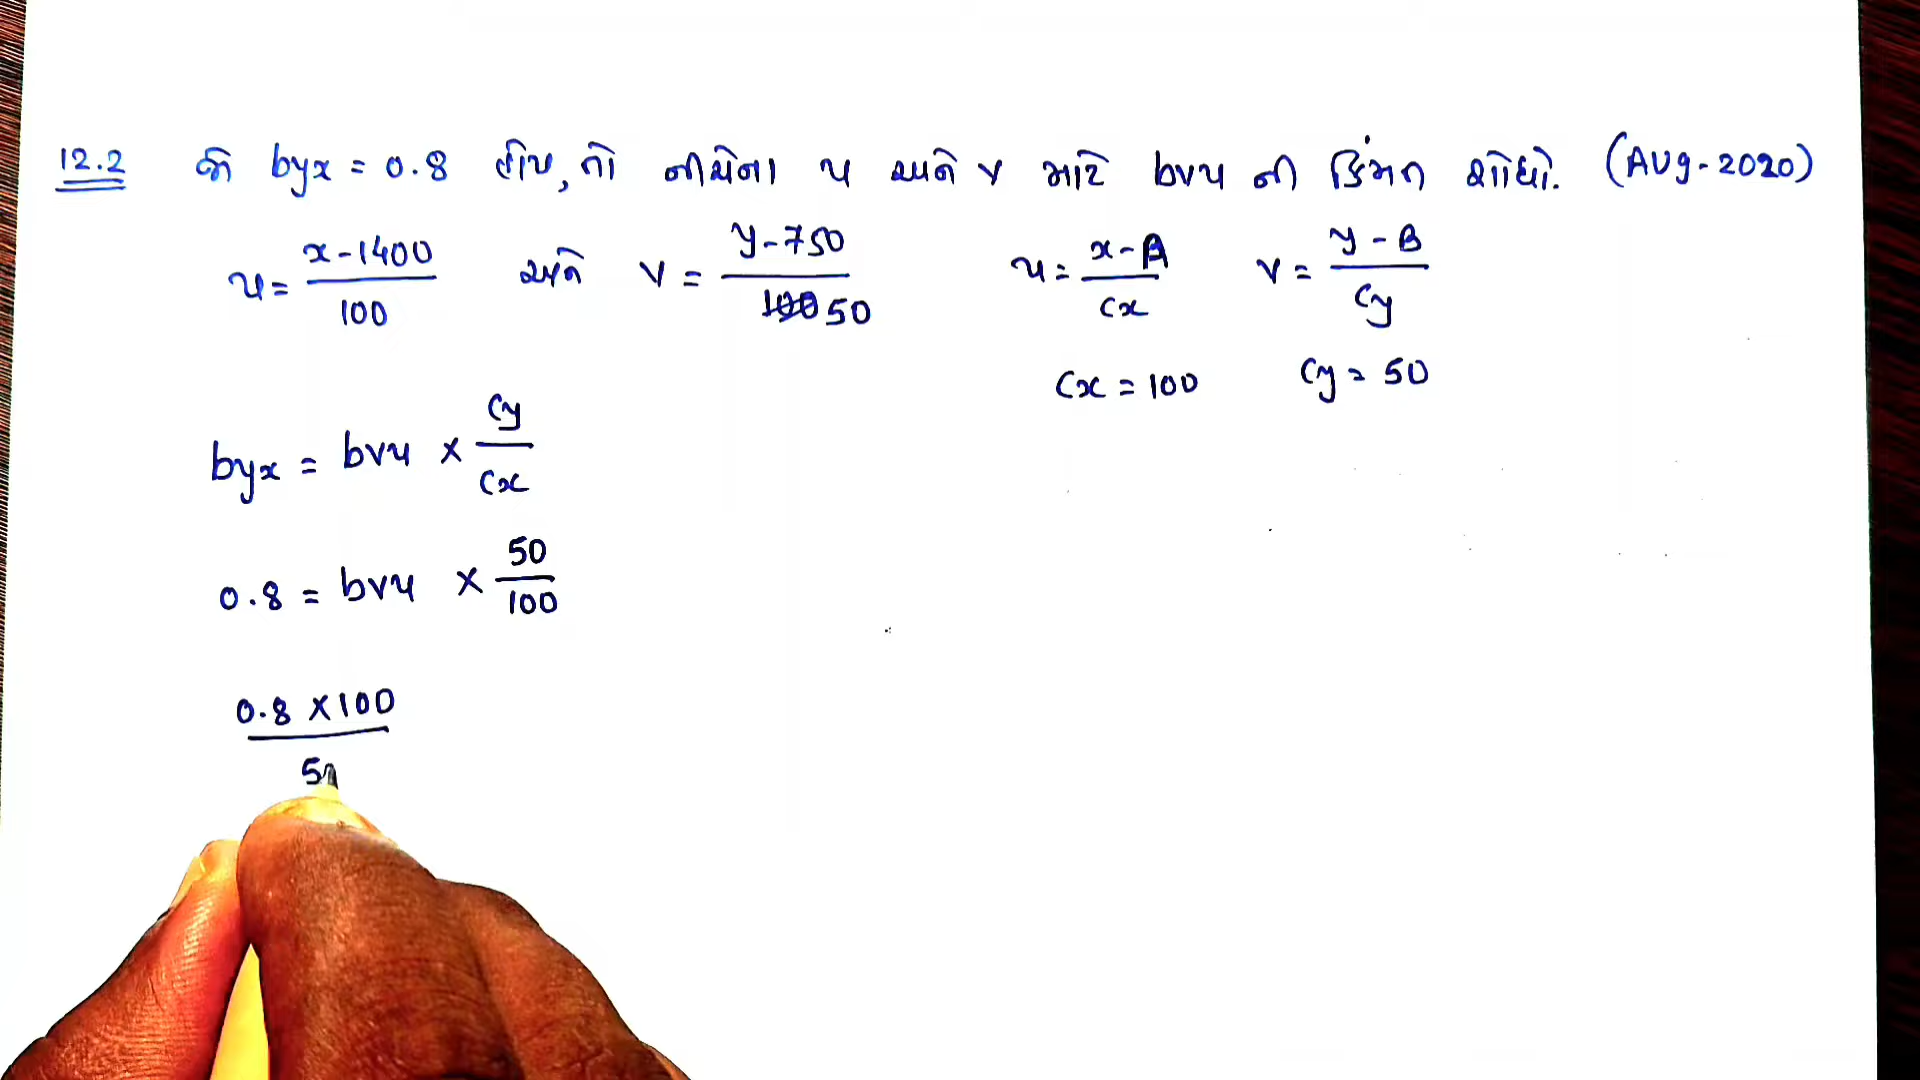 12.2 જો byx = 0.8 હોય, તો નીચેના u અને v માટે bvu ની કિંમત શોધો. (AUg-2020)
u = x-1400 / 100 અને v = y-750 / 50 u = x-A / Cx v = y-B / Cy
Cx = 100 Cy = 50
byx = bvu × Cy / Cx
0.8 = bvu × 50 / 100
0.8 × 100 / 50